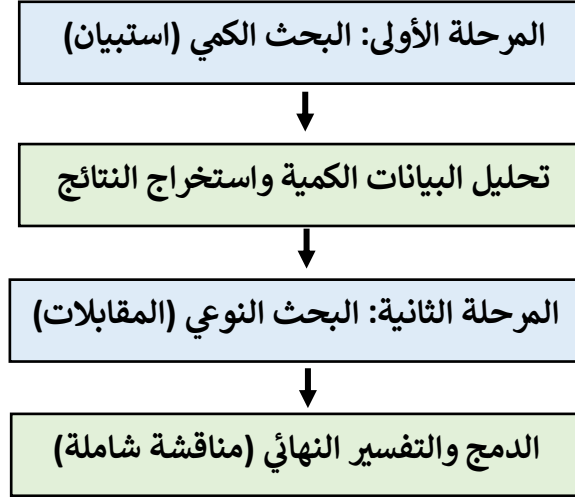 المرحلة الأولى: البحث الكمي (استبيان)
تحليل البيانات الكمية واستخراج النتائج
المرحلة الثانية: البحث النوعي (المقابلات)
الدمج والتفسير النهائي (مناقشة شاملة)